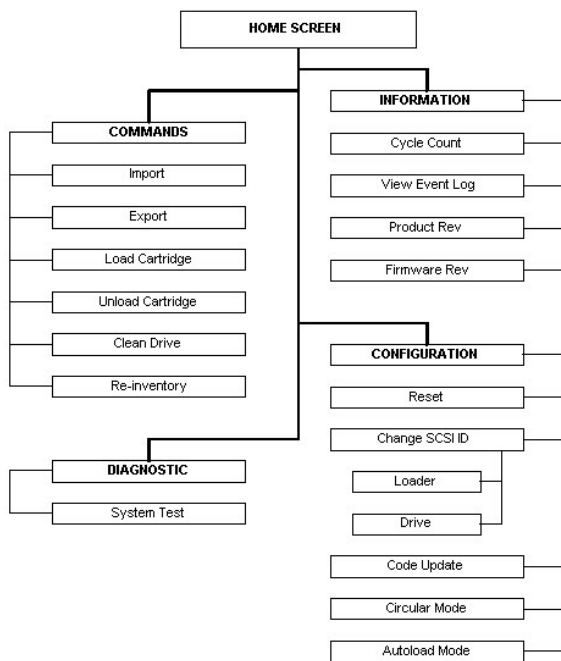 HOME SCREEN
COMMANDS
Import
Export
Load Cartridge
Unload Cartridge
Clean Drive
Re-inventory
DIAGNOSTIC
System Test
INFORMATION
Cycle Count
View Event Log
Product Rev
Firmware Rev
CONFIGURATION
Reset
Change SCSI ID
Loader
Drive
Code Update
Circular Mode
Autoload Mode